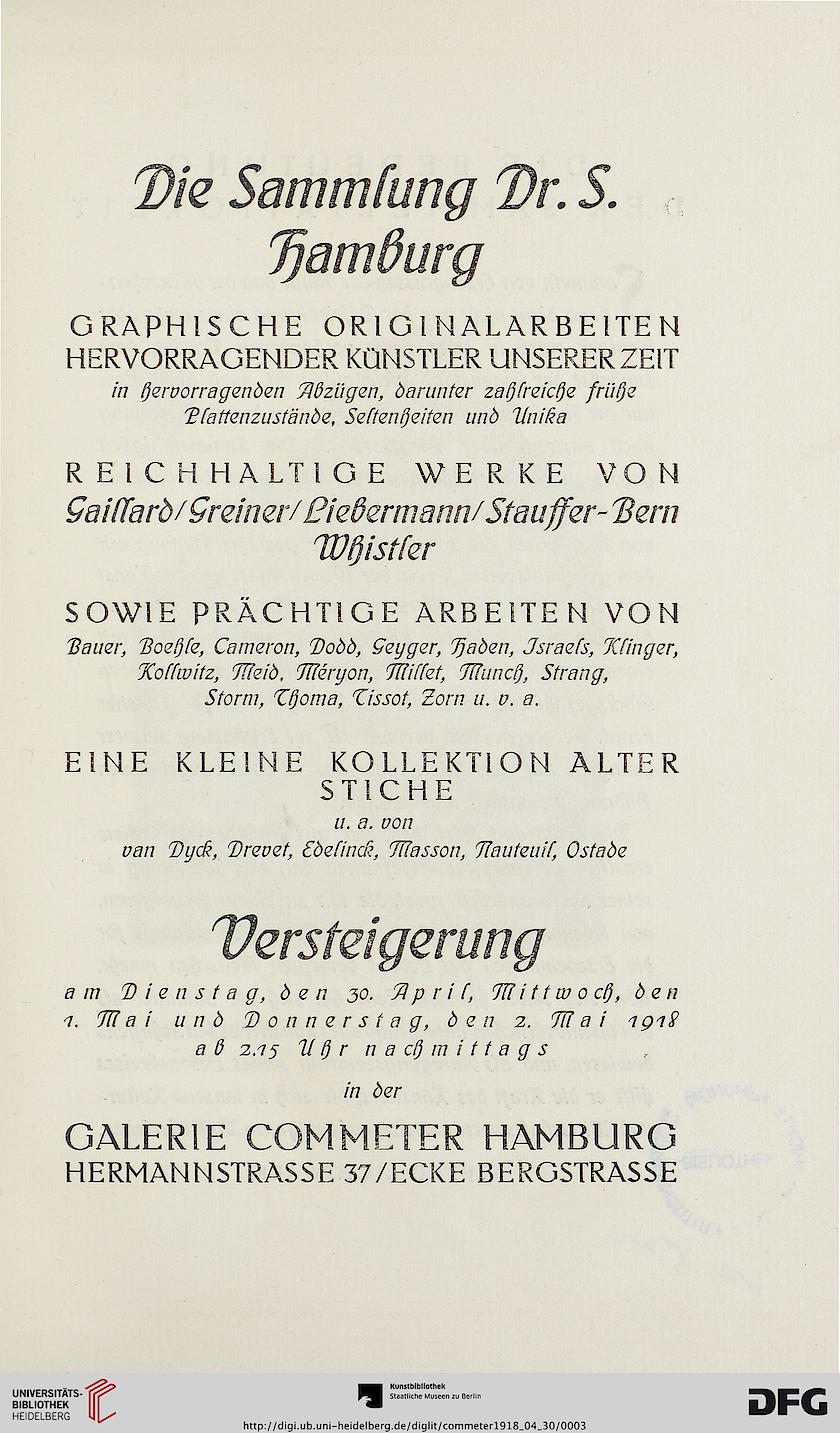 Die Sammlung Dr. S.
Hamburg
GRAPHISCHE ORIGINALARBEITEN
HERVORRAGENDER KÜNSTLER UNSERER ZEIT
in hervorragenden Abzügen, darunter zahlreiche frühe
Plattenzustände, Seltenheiten und Unika
REICHHALTIGE WERKE VON
Gaillard/Greiner/Liebermann/Stauffer-Bern
Whistler
SOWIE PRÄCHTIGE ARBEITEN VON
Bauer, Boehle, Cameron, Dodd, Geyger, Haden, Israels, Klinger,
Kollwitz, Meid, Méryon, Millet, Munch, Strang,
Storm, Thoma, Tissot, Zorn u. v. a.
EINE KLEINE KOLLEKTION ALTER
STICHE
u. a. von
van Dyck, Drevet, Edelinck, Masson, Nauteuil, Ostade
Versteigerung
am Dienstag, den 30. April, Mittwoch, den
1. Mai und Donnerstag, den 2. Mai 1918
ab 2.15 Uhr nachmittags
in der
GALERIE COMMETER HAMBURG
HERMANNSTRASSE 37/ECKE BERGSTRASSE
UNIVERSITÄTS-
BIBLIOTHEK
HEIDELBERG
Kunstbibliothek
Staatliche Museen zu Berlin
http://digi.ub.uni-heidelberg.de/diglit/commeter1918_04_30/0003
DFG